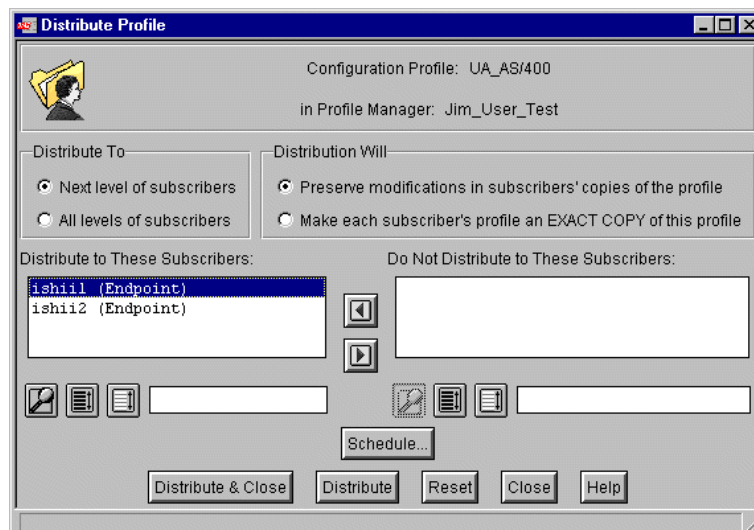 Distribute Profile
Configuration Profile: UA_AS/400
in Profile Manager: Jim_User_Test
Distribute To
Next level of subscribers
All levels of subscribers
Distribution Will
Preserve modifications in subscribers' copies of the profile
Make each subscriber's profile an EXACT COPY of this profile
Distribute to These Subscribers:
ishii1 (Endpoint)
ishii2 (Endpoint)
Do Not Distribute to These Subscribers:
Schedule...
Distribute & Close
Distribute
Reset
Close
Help